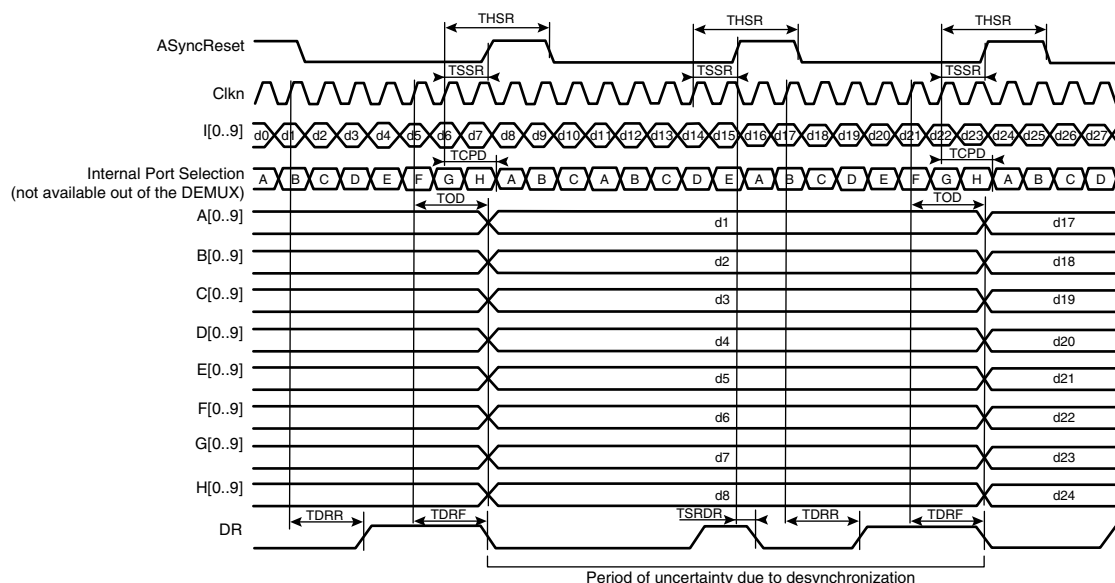 THSR THSR THSR
ASyncReset
TSSR TSSR TSSR
Clkn
I[0..9] d0 d1 d2 d3 d4 d5 d6 d7 d8 d9 d10 d11 d12 d13 d14 d15 d16 d17 d18 d19 d20 d21 d22 d23 d24 d25 d26 d27
TCPD TCPD
Internal Port Selection A B C D E F G H A B C A B C D E A B C D E F G H A B C D
(not available out of the DEMUX)
TOD TOD
A[0..9] d1 d17
B[0..9] d2 d18
C[0..9] d3 d19
D[0..9] d4 d20
E[0..9] d5 d21
F[0..9] d6 d22
G[0..9] d7 d23
H[0..9] d8 d24
TDRR TDRF TSRDR TDRR TDRF
DR
Period of uncertainty due to desynchronization